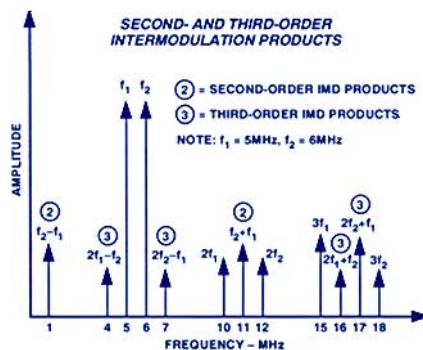 SECOND- AND THIRD-ORDER
INTERMODULATION PRODUCTS
f₁ f₂
② = SECOND-ORDER IMD PRODUCTS
③ = THIRD-ORDER IMD PRODUCTS
NOTE: f₁ = 5MHz, f₂ = 6MHz
AMPLITUDE
②
f₂–f₁
③
2f₁–f₂
③
2f₂–f₁
2f₁
②
f₂+f₁
2f₂
3f₁
③
2f₁+f₂
③
2f₂+f₁
3f₂
1 4 5 6 7 10 11 12 15 16 17 18
FREQUENCY – MHz